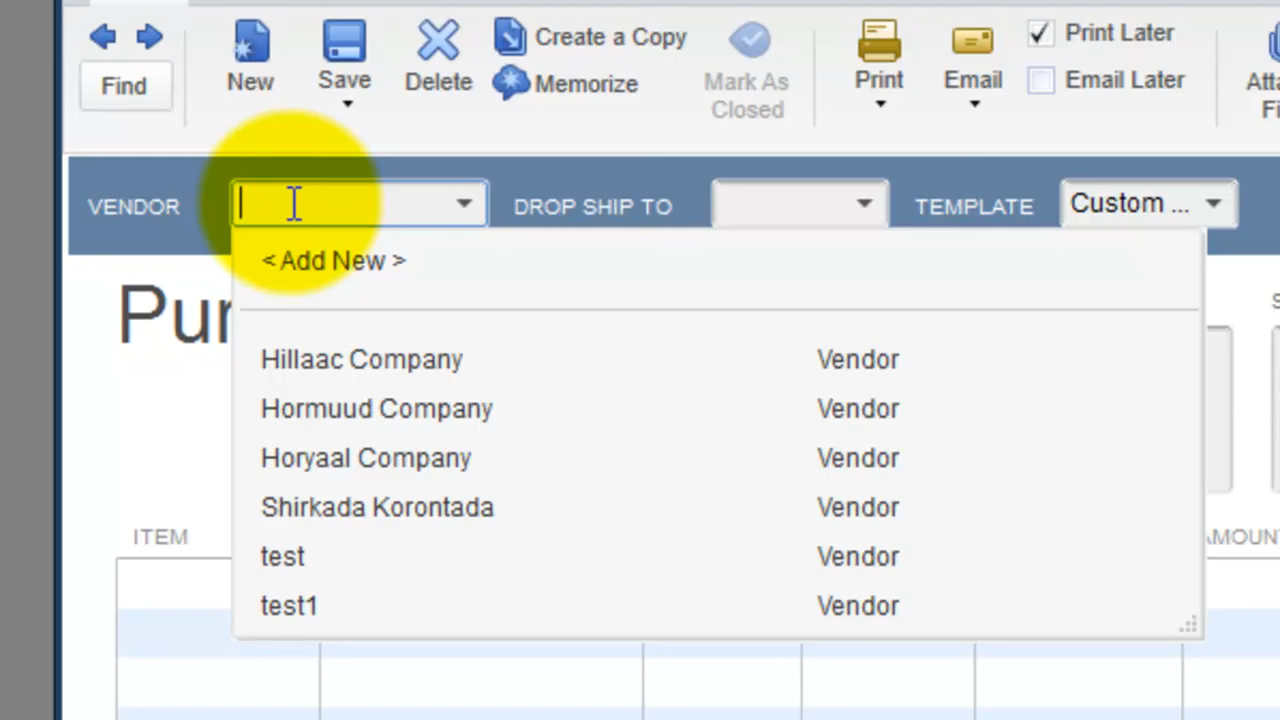 Find
New
Save
Delete
Create a Copy
Memorize
Mark As
Closed
Print
Email
Print Later
Email Later
VENDOR
DROP SHIP TO
TEMPLATE
Custom ...
< Add New >
Pur
Hillaac Company Vendor
Hormuud Company Vendor
Horyaal Company Vendor
Shirkada Korontada Vendor
test Vendor
test1 Vendor
ITEM